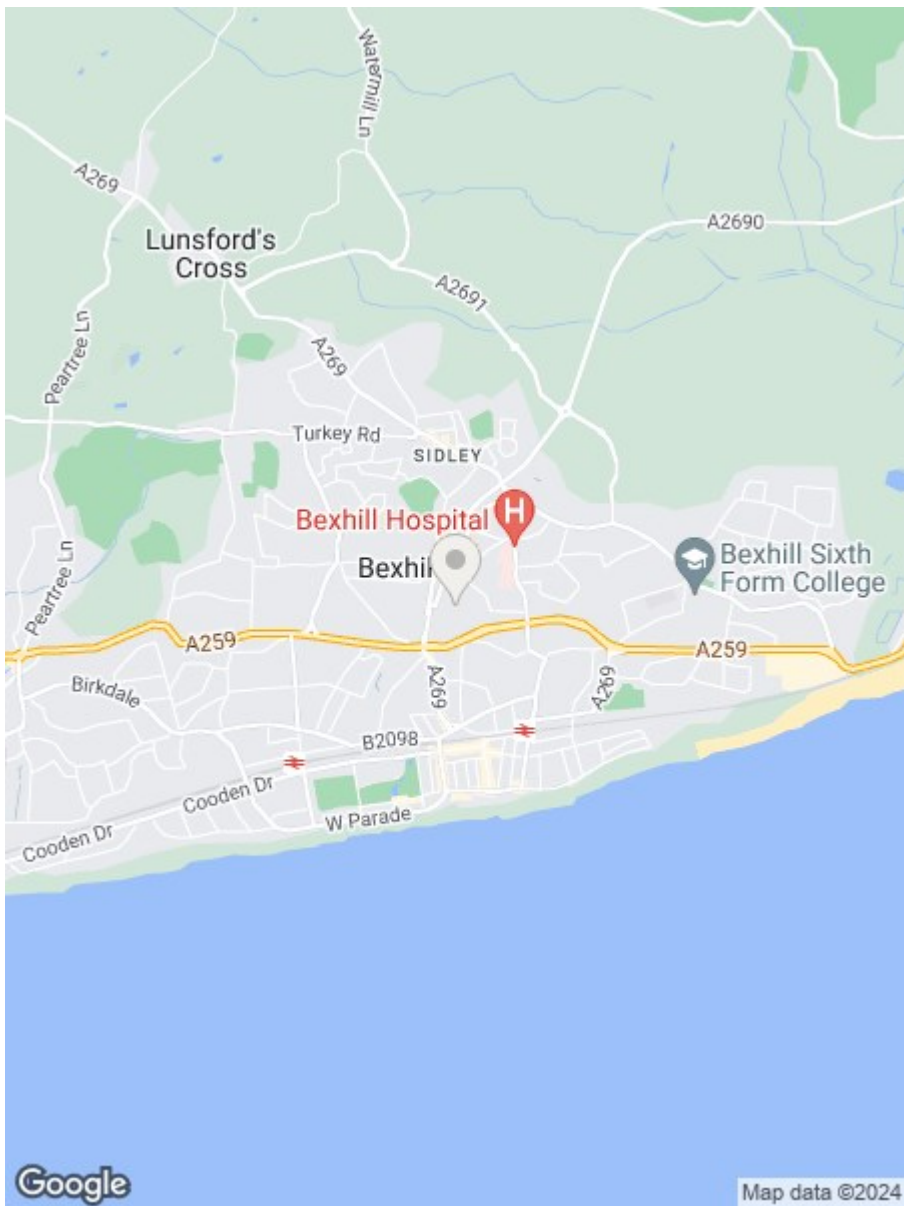 Watermill Ln
A269
A2690
Lunsford's
Cross
A2691
Peartree Ln
A269
Turkey Rd
SIDLEY
H
Bexhill Hospital
Bexhi
Bexhill Sixth
Form College
Peartree Ln
A259
A259
Birkdale
A269
A269
B2098
Cooden Dr
W Parade
Cooden Dr
Google
Map data ©2024